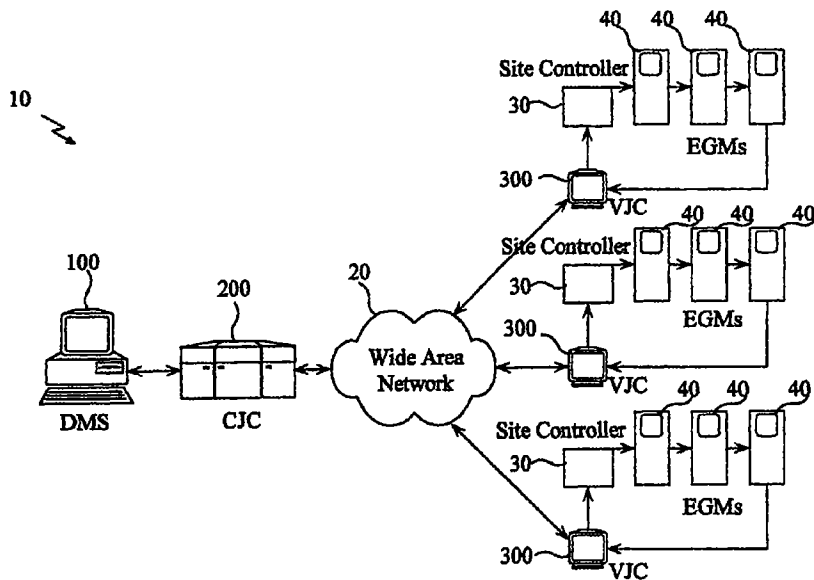 10
100
DMS
200
CJC
20
Wide Area
Network
40 40 40
Site Controller
30
EGMs
300
VJC
40 40 40
Site Controller
30
EGMs
300
VJC
40 40 40
Site Controller
30
EGMs
300
VJC